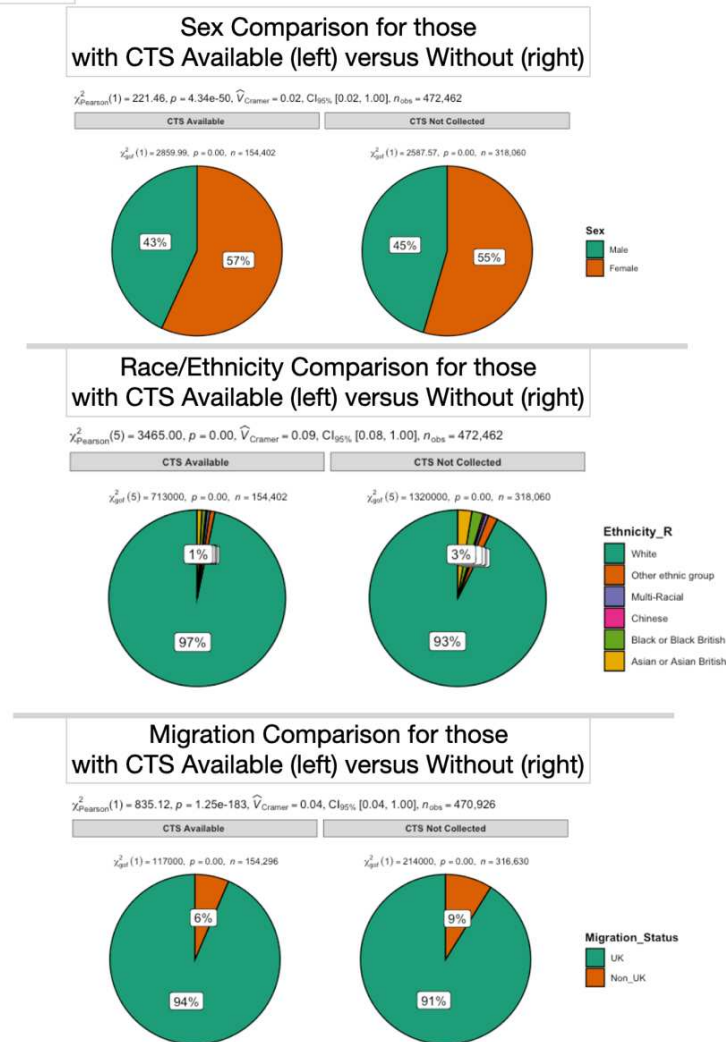 Sex Comparison for those
with CTS Available (left) versus Without (right)
χ²Pearson(1) = 221.46, p = 4.34e-50, V̂Cramer = 0.02, CI95% [0.02, 1.00], nobs = 472,462
CTS Available
CTS Not Collected
χ²gof (1) = 2859.99, p = 0.00, n = 154,402
χ²gof (1) = 2587.57, p = 0.00, n = 318,060
43%
57%
45%
55%
Sex
Male
Female
Race/Ethnicity Comparison for those
with CTS Available (left) versus Without (right)
χ²Pearson(5) = 3465.00, p = 0.00, V̂Cramer = 0.09, CI95% [0.08, 1.00], nobs = 472,462
CTS Available
CTS Not Collected
χ²gof (5) = 713000, p = 0.00, n = 154,402
χ²gof (5) = 1320000, p = 0.00, n = 318,060
1%
97%
3%
93%
Ethnicity_R
White
Other ethnic group
Multi-Racial
Chinese
Black or Black British
Asian or Asian British
Migration Comparison for those
with CTS Available (left) versus Without (right)
χ²Pearson(1) = 835.12, p = 1.25e-183, V̂Cramer = 0.04, CI95% [0.04, 1.00], nobs = 470,926
CTS Available
CTS Not Collected
χ²gof (1) = 117000, p = 0.00, n = 154,296
χ²gof (1) = 214000, p = 0.00, n = 316,630
6%
94%
9%
91%
Migration_Status
UK
Non_UK